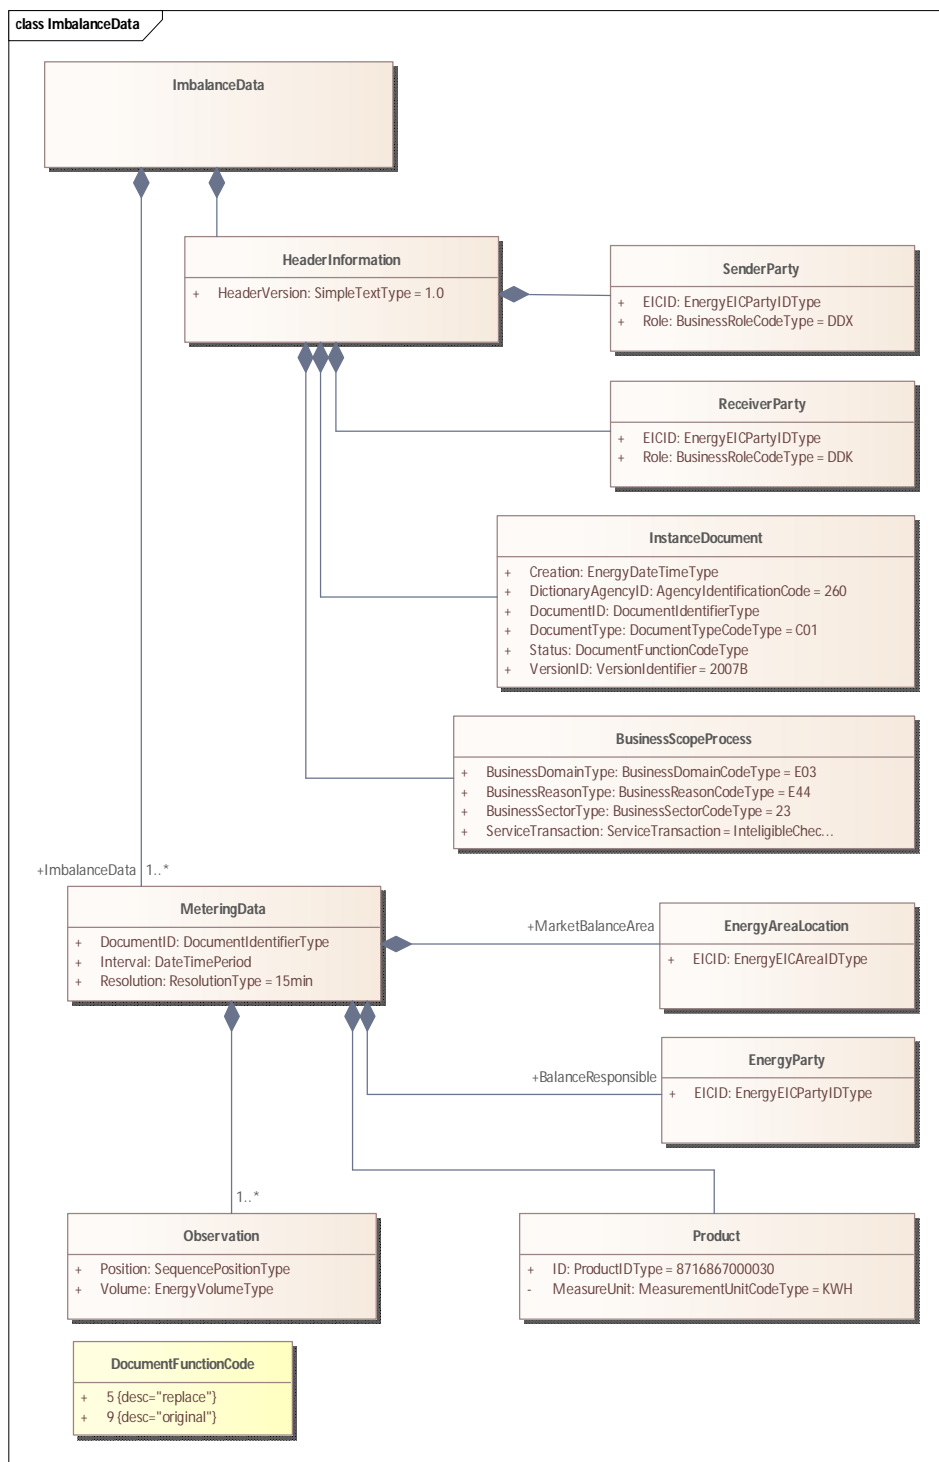 class ImbalanceData
ImbalanceData
HeaderInformation
+ HeaderVersion: SimpleTextType = 1.0
SenderParty
+ EICID: EnergyEICPartyIDType
+ Role: BusinessRoleCodeType = DDX
ReceiverParty
+ EICID: EnergyEICPartyIDType
+ Role: BusinessRoleCodeType = DDK
InstanceDocument
+ Creation: EnergyDateTimeType
+ DictionaryAgencyID: AgencyIdentificationCode = 260
+ DocumentID: DocumentIdentifierType
+ DocumentType: DocumentTypeCodeType = C01
+ Status: DocumentFunctionCodeType
+ VersionID: VersionIdentifier = 2007B
BusinessScopeProcess
+ BusinessDomainType: BusinessDomainCodeType = E03
+ BusinessReasonType: BusinessReasonCodeType = E44
+ BusinessSectorType: BusinessSectorCodeType = 23
+ ServiceTransaction: ServiceTransaction = InteligibleChec...
+ImbalanceData 1..*
MeteringData
+ DocumentID: DocumentIdentifierType
+ Interval: DateTimePeriod
+ Resolution: ResolutionType = 15min
+MarketBalanceArea
EnergyAreaLocation
+ EICID: EnergyEICAreaIDType
+BalanceResponsible
EnergyParty
+ EICID: EnergyEICPartyIDType
1..*
Observation
+ Position: SequencePositionType
+ Volume: EnergyVolumeType
Product
+ ID: ProductIDType = 8716867000030
- MeasureUnit: MeasurementUnitCodeType = KWH
DocumentFunctionCode
+ 5 {desc="replace"}
+ 9 {desc="original"}